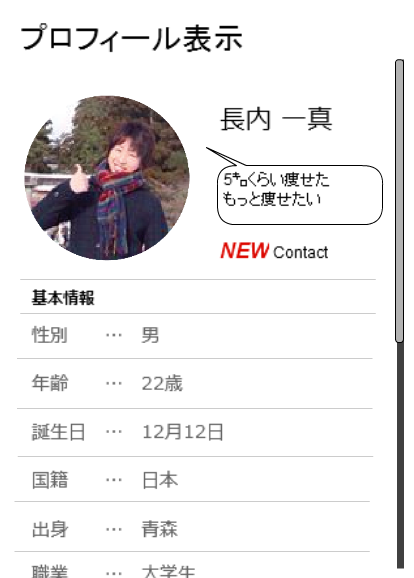 プロフィール表示
長内 一真
5㌔くらい痩せた
もっと痩せたい
NEW Contact
基本情報
性別 … 男
年齢 … 22歳
誕生日 … 12月12日
国籍 … 日本
出身 … 青森
職業 … 大学生